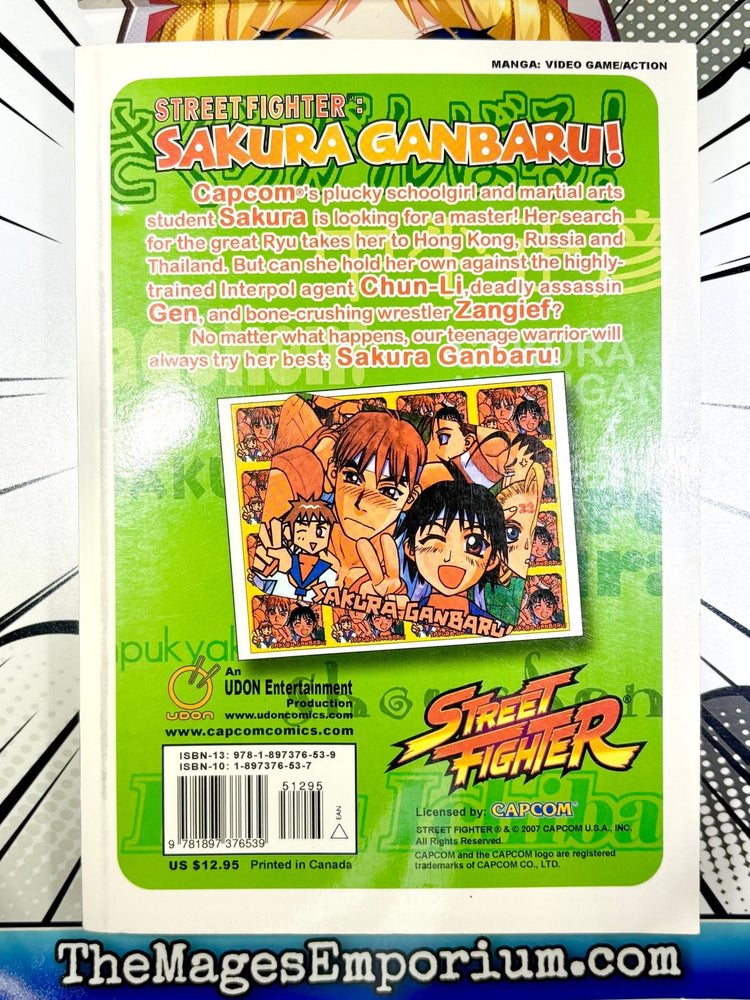 MANGA: VIDEO GAME/ACTION
STREET FIGHTER™:
SAKURA GANBARU!
Capcom®'s plucky schoolgirl and martial arts
student Sakura is looking for a master! Her search
for the great Ryu takes her to Hong Kong, Russia and
Thailand. But can she hold her own against the highly-
trained Interpol agent Chun-Li, deadly assassin
Gen, and bone-crushing wrestler Zangief?
No matter what happens, our teenage warrior will
always try her best; Sakura Ganbaru!
SAKURA GANBARU!
An
UDON Entertainment
Production
UDON
www.udoncomics.com
www.capcomcomics.com
ISBN-13: 978-1-897376-53-9
ISBN-10: 1-897376-53-7
51295
EAN
9 781897 376539
US $12.95 Printed in Canada
STREET
FIGHTER®
Licensed by: CAPCOM®
STREET FIGHTER ® & © 2007 CAPCOM U.S.A., INC.
All Rights Reserved.
CAPCOM and the CAPCOM logo are registered
trademarks of CAPCOM CO., LTD.
TheMagesEmporium.com